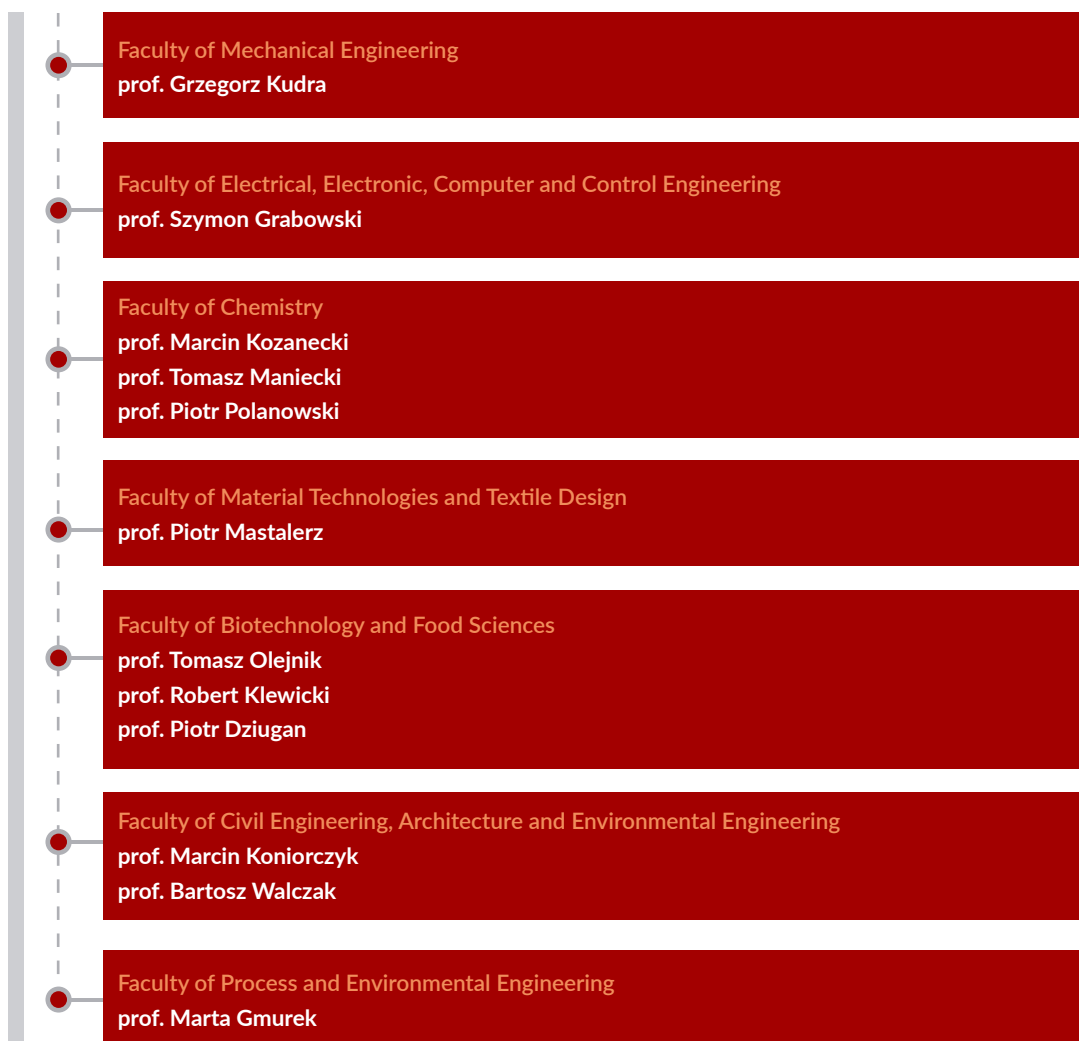 Faculty of Mechanical Engineering
prof. Grzegorz Kudra
Faculty of Electrical, Electronic, Computer and Control Engineering
prof. Szymon Grabowski
Faculty of Chemistry
prof. Marcin Kozanecki
prof. Tomasz Maniecki
prof. Piotr Polanowski
Faculty of Material Technologies and Textile Design
prof. Piotr Mastalerz
Faculty of Biotechnology and Food Sciences
prof. Tomasz Olejnik
prof. Robert Klewicki
prof. Piotr Dziugan
Faculty of Civil Engineering, Architecture and Environmental Engineering
prof. Marcin Koniorczyk
prof. Bartosz Walczak
Faculty of Process and Environmental Engineering
prof. Marta Gmurek